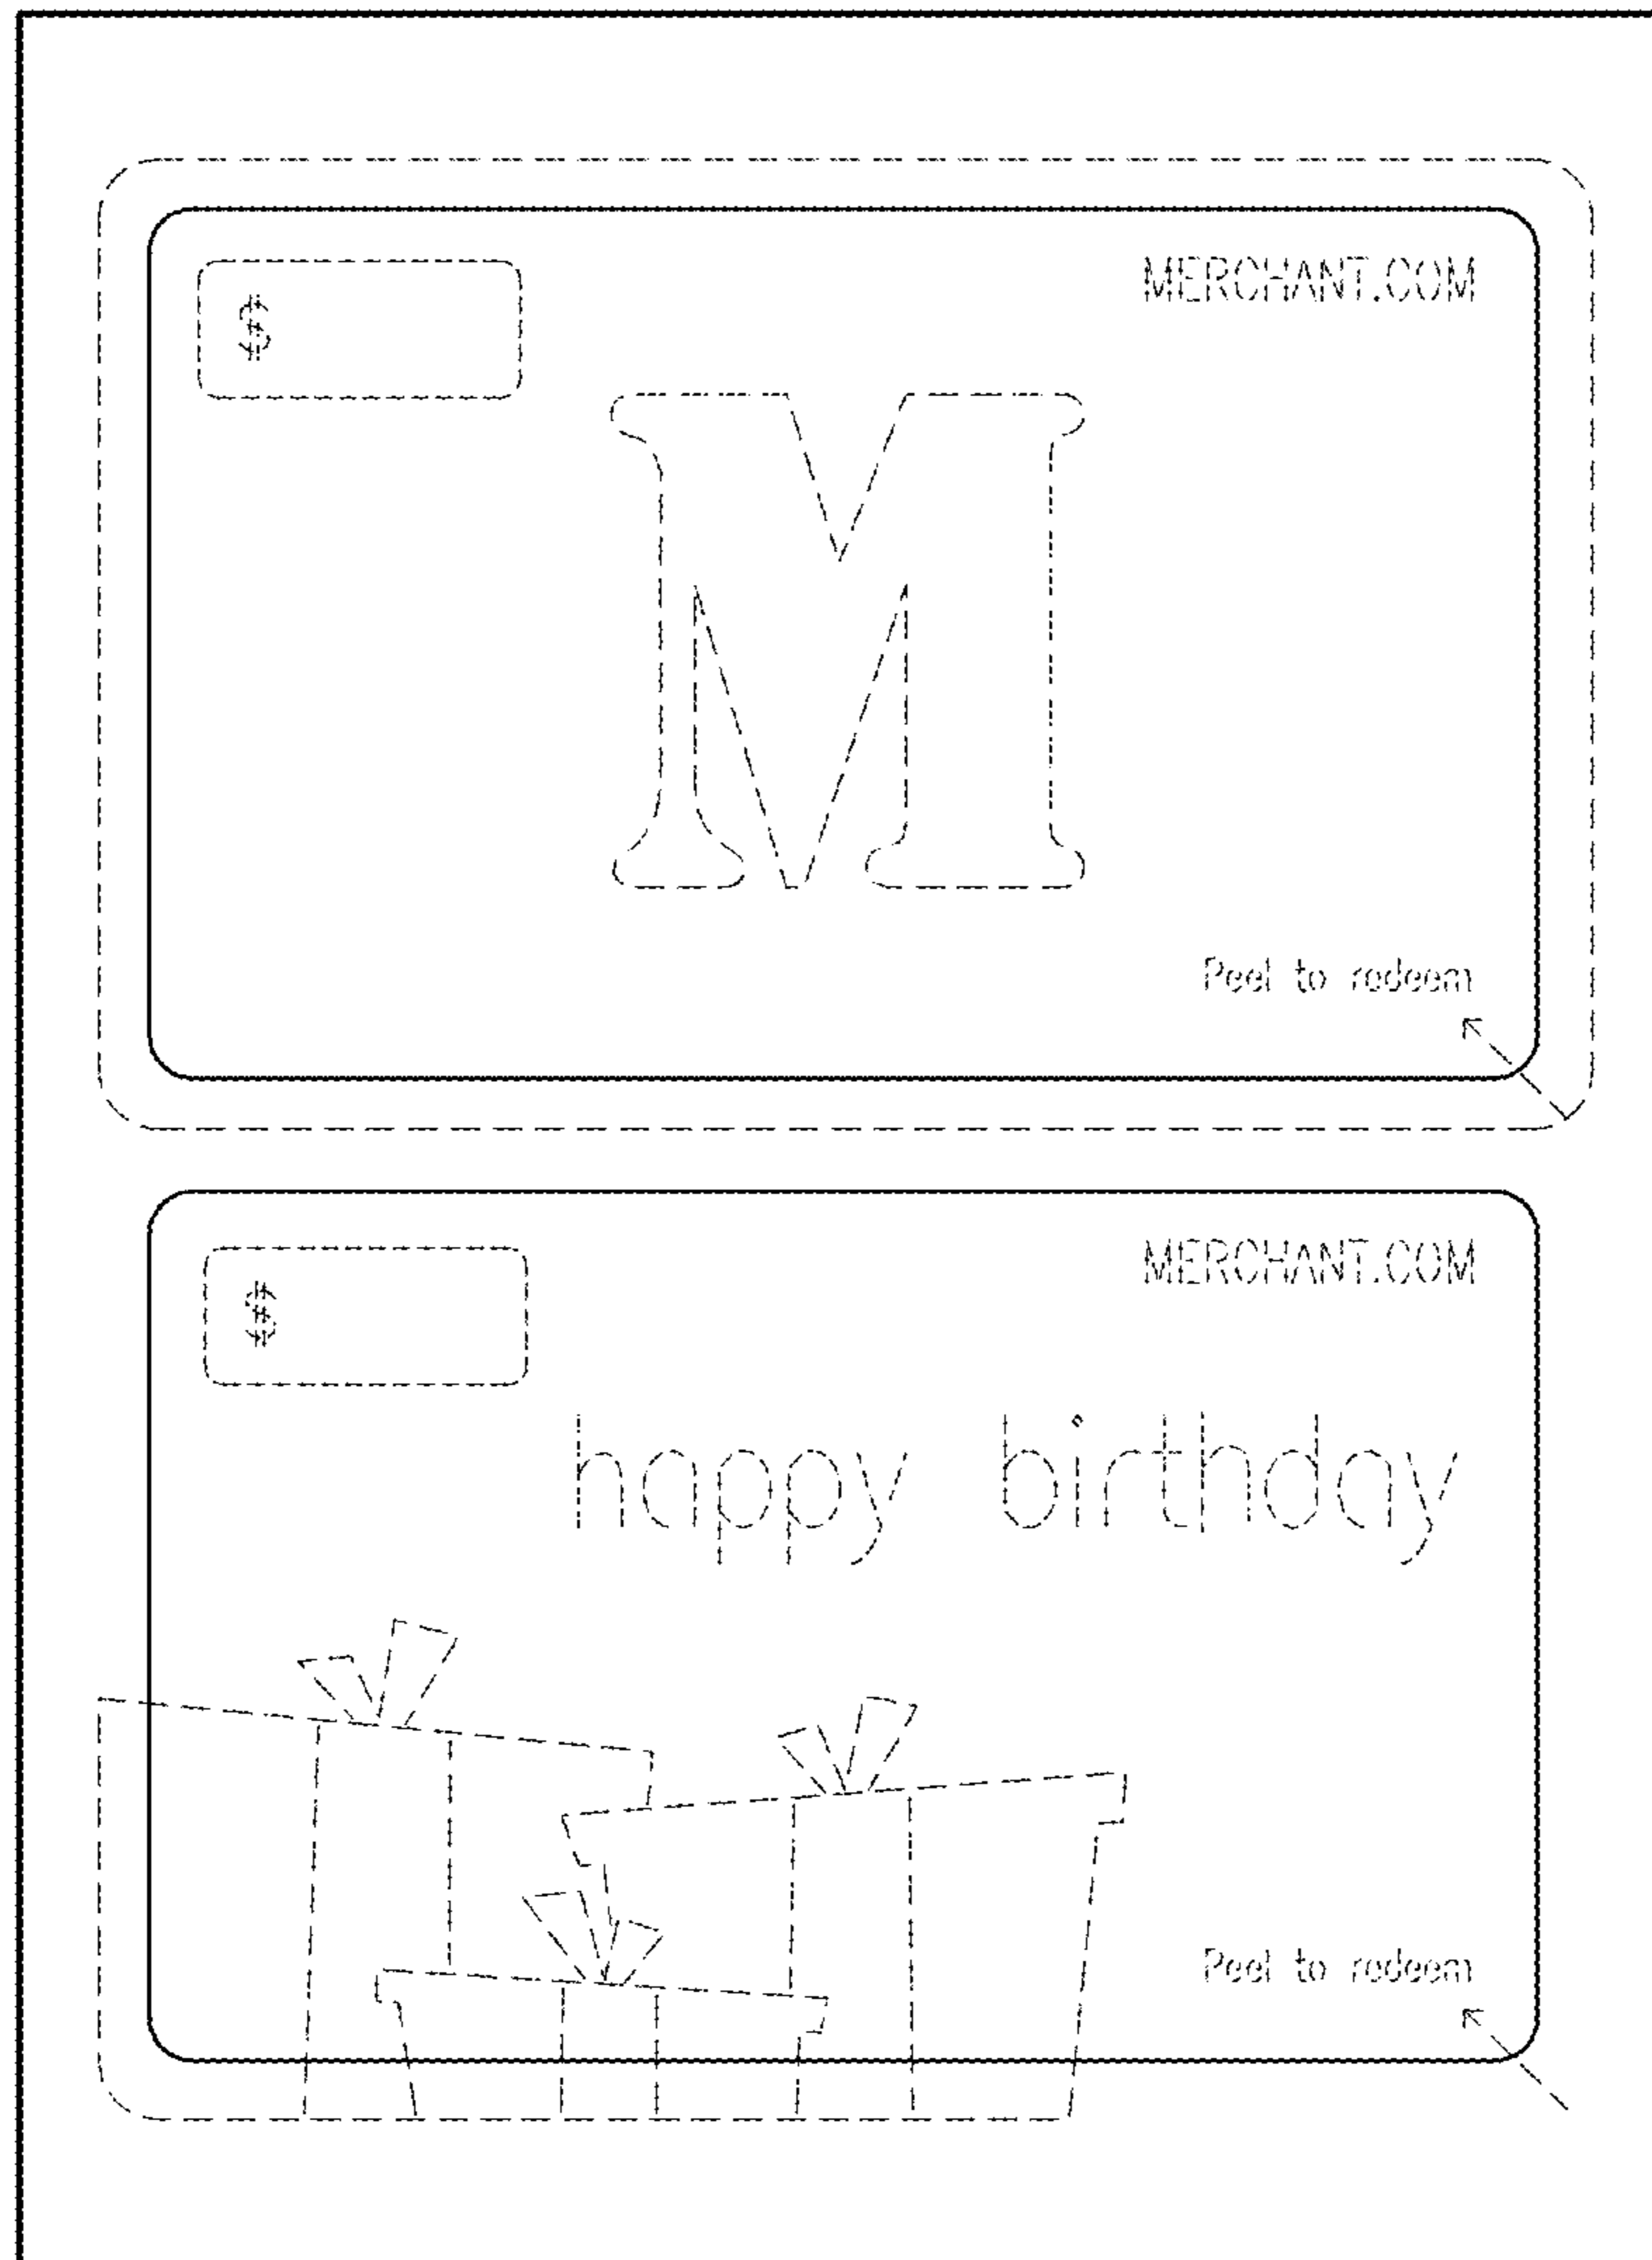 $
MERCHANT.COM
M
Peel to redeem
$
MERCHANT.COM
happy birthday
Peel to redeem